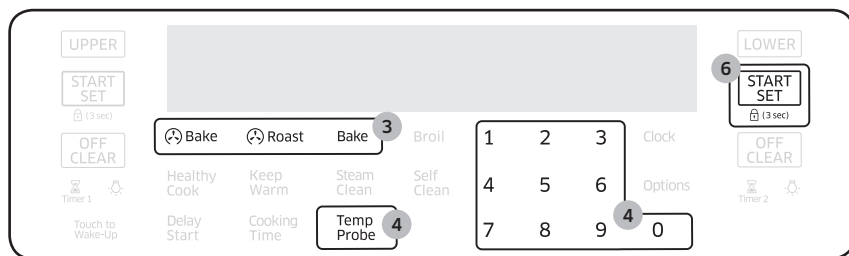 UPPER
LOWER
6
START
SET
(3 sec)
START
SET
(3 sec)
Bake Roast Bake 3 Broil
1 2 3
Clock
OFF
CLEAR
OFF
CLEAR
Healthy
Cook
Keep
Warm
Steam
Clean
Self
Clean
4 5 6
Options
Timer 1
Timer 2
Touch to
Wake-Up
Delay
Start
Cooking
Time
Temp
Probe
4
7 8 9 4 0